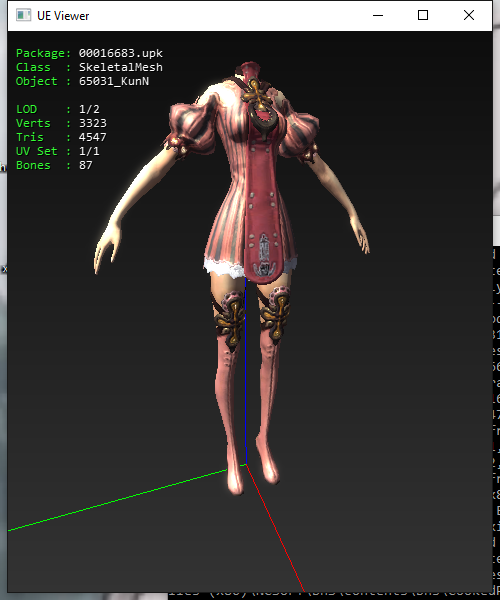 UE Viewer
Package: 00016683.upk
Class : SkeletalMesh
Object : 65031_KunN
LOD : 1/2
Verts : 3323
Tris : 4547
UV Set : 1/1
Bones : 87